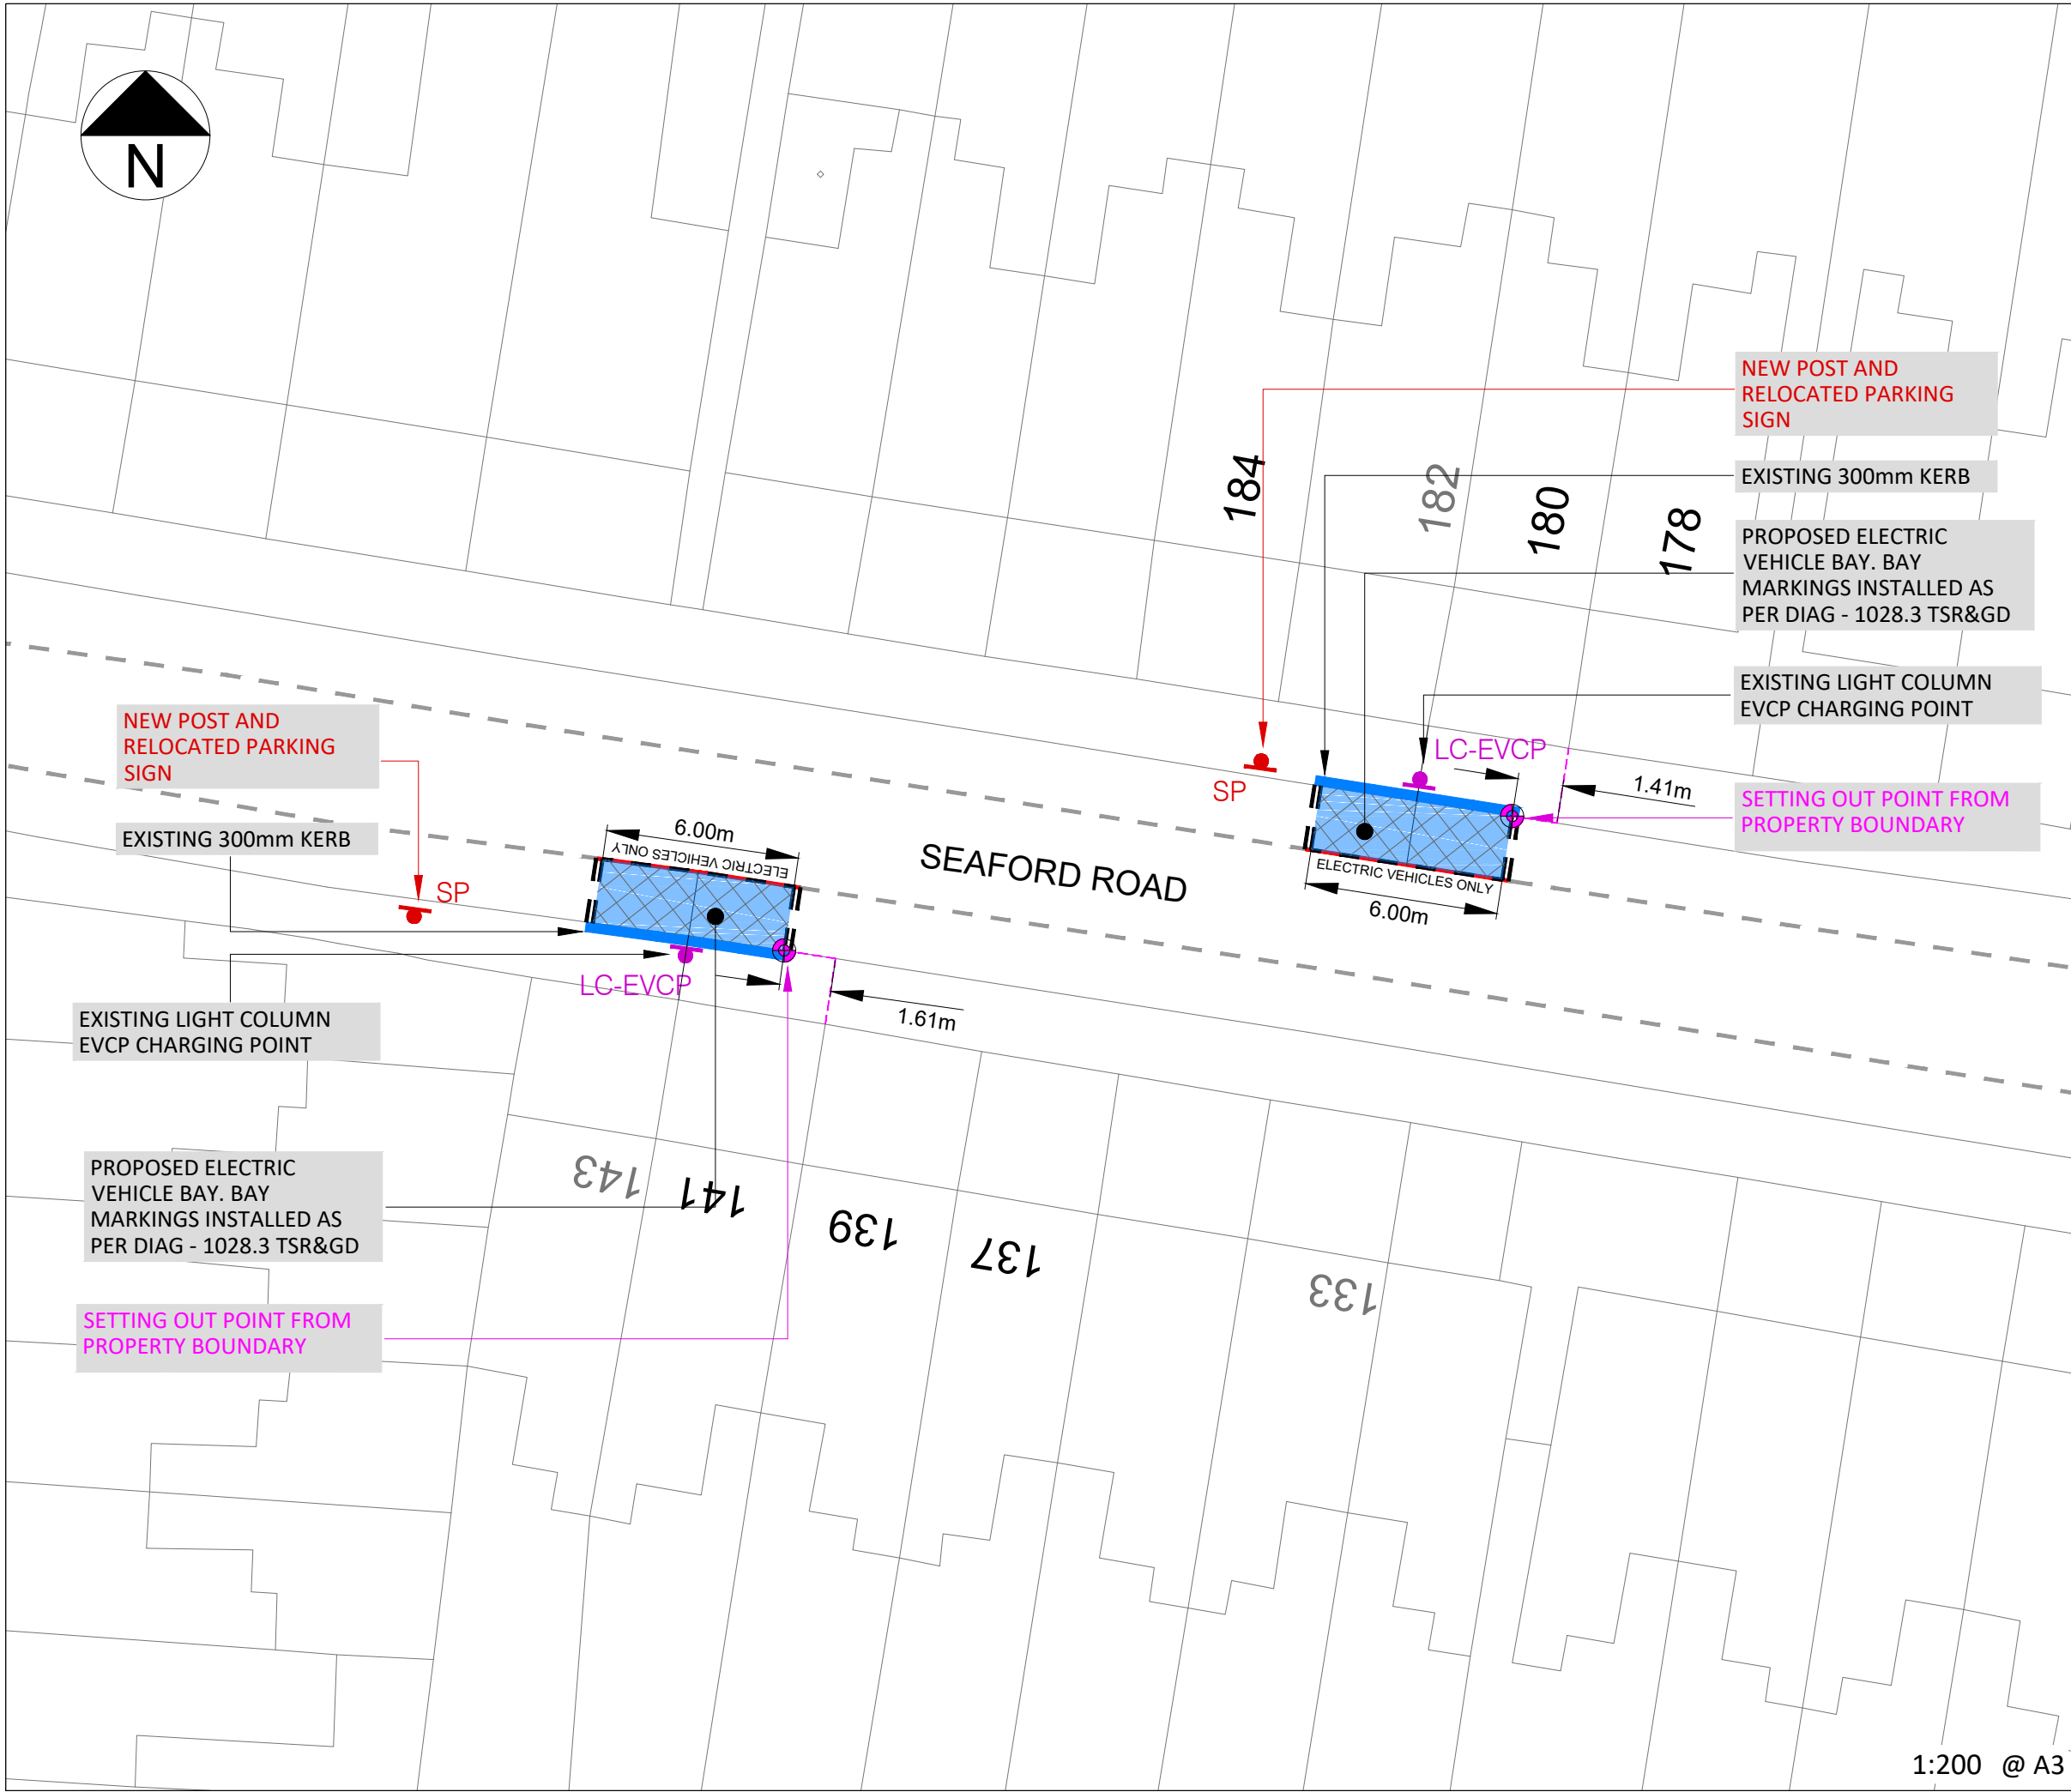 N
NEW POST AND
RELOCATED PARKING
SIGN
EXISTING 300mm KERB
PROPOSED ELECTRIC
VEHICLE BAY. BAY
MARKINGS INSTALLED AS
PER DIAG - 1028.3 TSR&GD
EXISTING LIGHT COLUMN
EVCP CHARGING POINT
SETTING OUT POINT FROM
PROPERTY BOUNDARY
184
182
180
178
LC-EVCP
SP
1.41m
ELECTRIC VEHICLES ONLY
6.00m
SEAFORD ROAD
NEW POST AND
RELOCATED PARKING
SIGN
EXISTING 300mm KERB
6.00m
ELECTRIC VEHICLES ONLY
SP
LC-EVCP
1.61m
EXISTING LIGHT COLUMN
EVCP CHARGING POINT
PROPOSED ELECTRIC
VEHICLE BAY. BAY
MARKINGS INSTALLED AS
PER DIAG - 1028.3 TSR&GD
SETTING OUT POINT FROM
PROPERTY BOUNDARY
143
141
139
137
133
1:200 @ A3